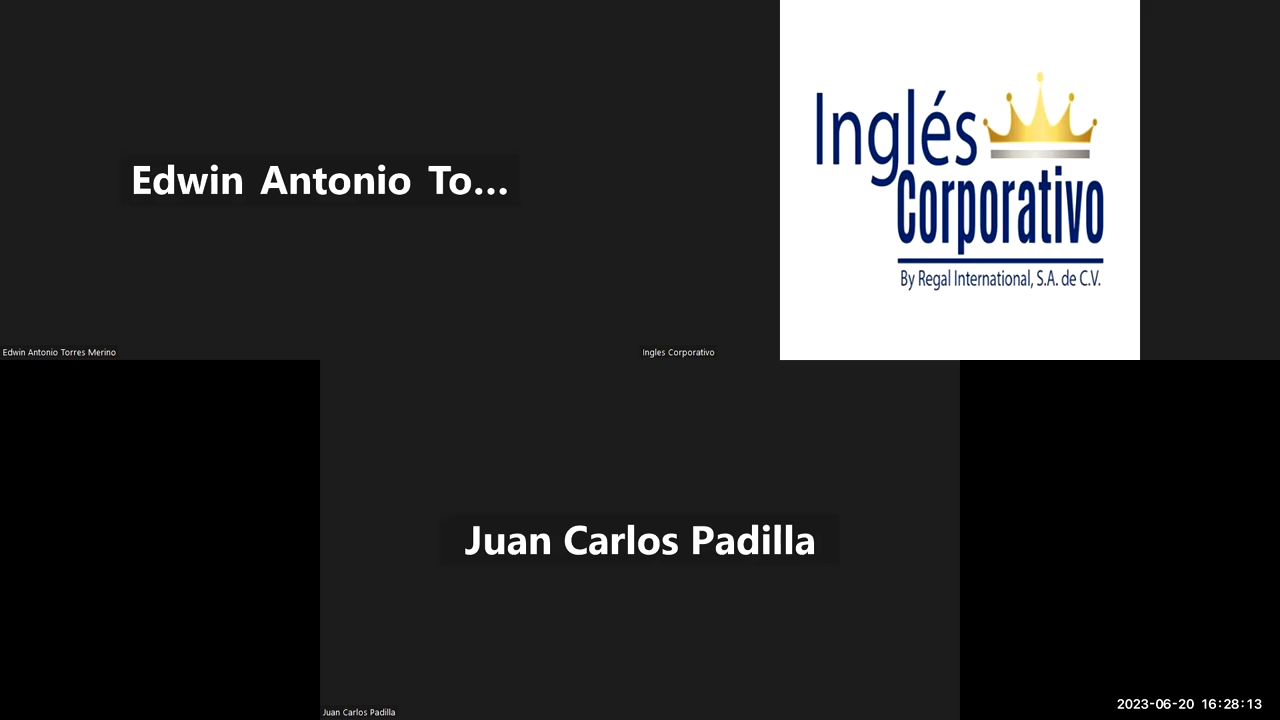 Edwin Antonio To...
Inglés
Corporativo
By Regal International, S.A. de C.V.
Edwin Antonio Torres Merino
Ingles Corporativo
Juan Carlos Padilla
Juan Carlos Padilla
2023-06-20 16:28:13